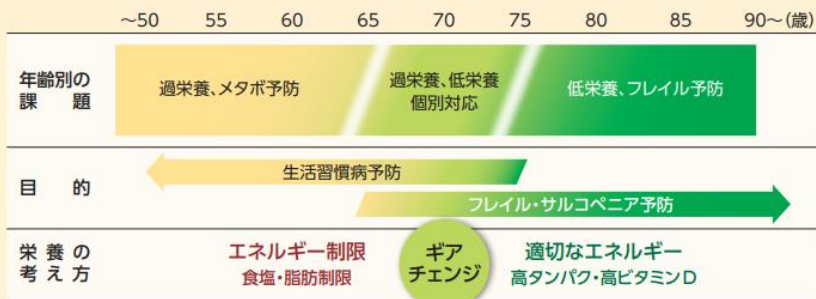 ～50 55 60 65 70 75 80 85 90～(歳)
年齢別の
課題
過栄養、メタボ予防
過栄養、低栄養
個別対応
低栄養、フレイル予防
目的
生活習慣病予防
フレイル・サルコペニア予防
栄養の
考え方
エネルギー制限
食塩・脂肪制限
ギア
チェンジ
適切なエネルギー
高タンパク・高ビタミンD